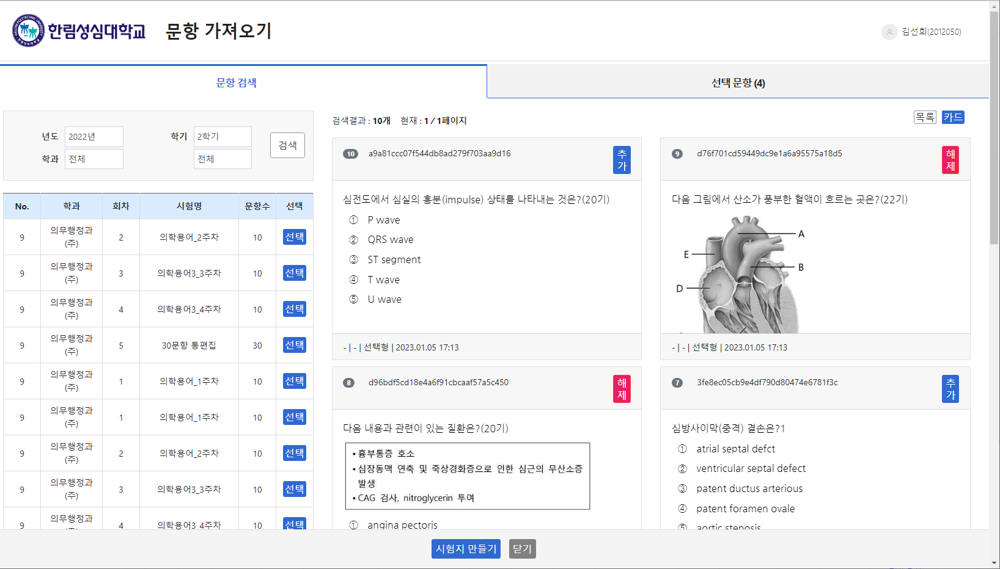 한림성심대학교 문항 가져오기
김선희(2012050)
문항 검색
선택 문항 (4)
년도 2022년 학기 2학기 검색
학과 전체 전체
No. 학과 회차 시험명 문항수 선택
9 의무행정과(주) 2 의학용어_2주차 10 선택
9 의무행정과(주) 3 의학용어3_3주차 10 선택
9 의무행정과(주) 4 의학용어3_4주차 10 선택
9 의무행정과(주) 5 30문항 통편집 30 선택
9 의무행정과(주) 1 의학용어_1주차 10 선택
9 의무행정과(주) 1 의학용어_1주차 10 선택
9 의무행정과(주) 2 의학용어_2주차 10 선택
9 의무행정과(주) 3 의학용어3_3주차 10 선택
9 의무행정과 4 의학용어3_4주차 10 선택
검색결과 : 10개 현재 : 1 / 1페이지
목록 카드
10 a9a81ccc07f544db8ad279f703aa9d16 추가
심전도에서 심실의 흥분(impulse) 상태를 나타내는 것은?(20기)
① P wave
② QRS wave
③ ST segment
④ T wave
⑤ U wave
- | - | 선택형 | 2023.01.05 17:13
9 d76f701cd59449dc9e1a6a95575a18d5 해제
다음 그림에서 산소가 풍부한 혈액이 흐르는 곳은?(22기)
A
E
B
D
- | - | 선택형 | 2023.01.05 17:13
8 d96bdf5cd18e4a6f91cbcaaf57a5c450 해제
다음 내용과 관련이 있는 질환은?(20기)
• 흉부통증 호소
• 심장동맥 연축 및 죽상경화증으로 인한 심근의 무산소증
발생
• CAG 검사, nitroglycerin 투여
① angina pectoris
7 3fe8ec05cb9e4df790d80474e6781f3c 추가
심방사이막(중격) 결손은?1
① atrial septal defct
② ventricular septal defect
③ patent ductus arterious
④ patent foramen ovale
⑤ aortic stenosis
시험지 만들기 닫기